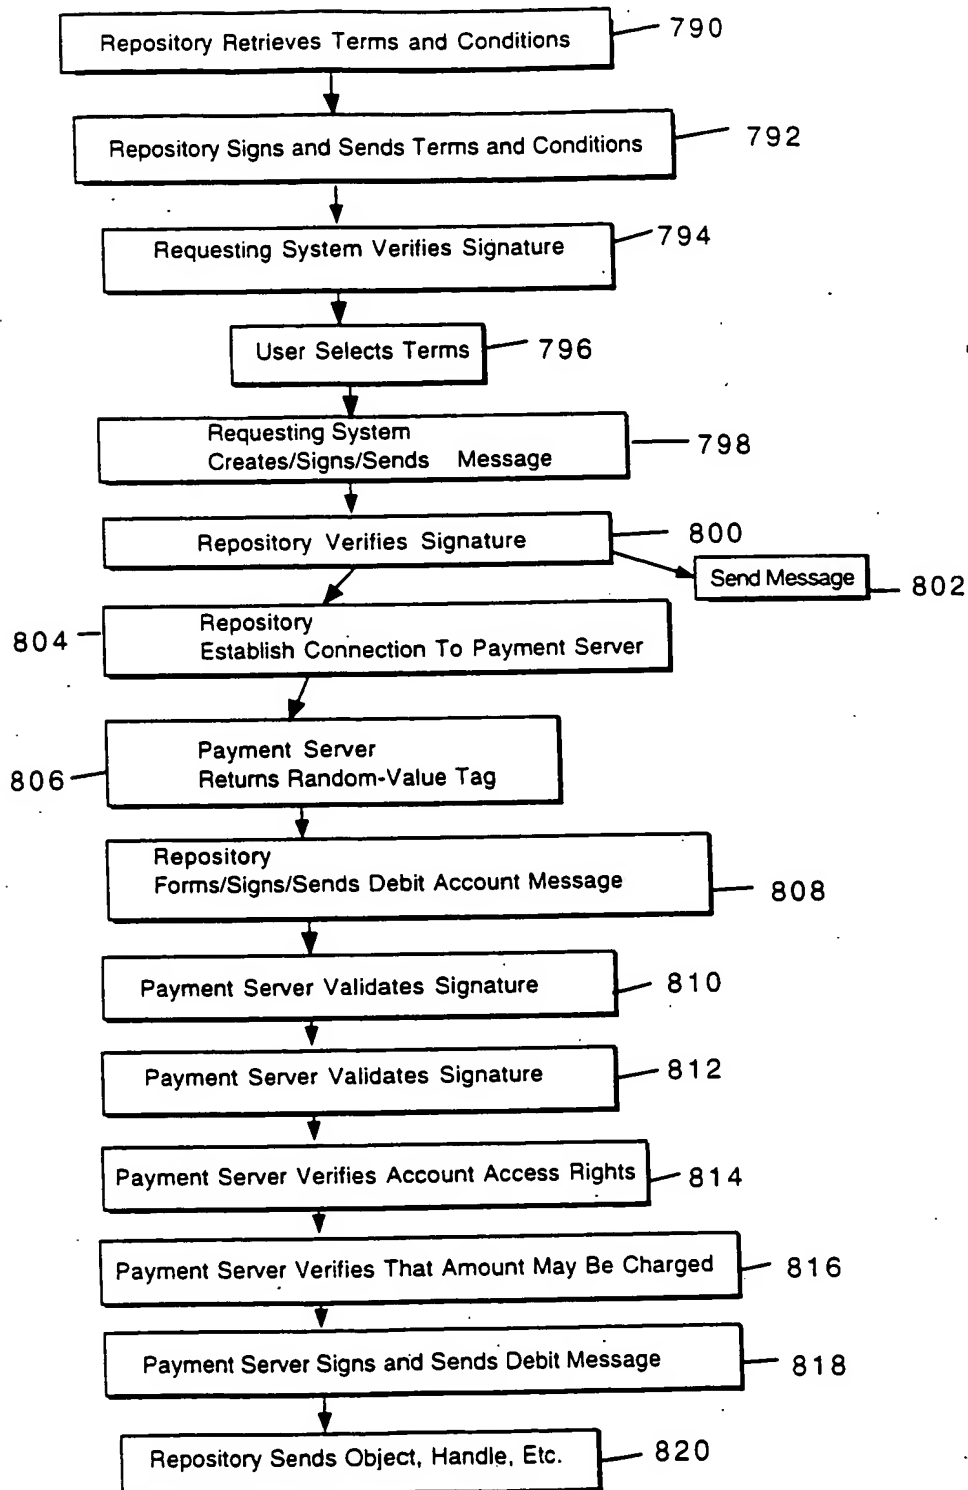 Repository Retrieves Terms and Conditions
790
Repository Signs and Sends Terms and Conditions
792
Requesting System Verifies Signature
794
User Selects Terms
796
Requesting System
Creates/Signs/Sends Message
798
Repository Verifies Signature
800
Send Message
802
804
Repository
Establish Connection To Payment Server
806
Payment Server
Returns Random-Value Tag
Repository
Forms/Signs/Sends Debit Account Message
808
Payment Server Validates Signature
810
Payment Server Validates Signature
812
Payment Server Verifies Account Access Rights
814
Payment Server Verifies That Amount May Be Charged
816
Payment Server Signs and Sends Debit Message
818
Repository Sends Object, Handle, Etc.
820